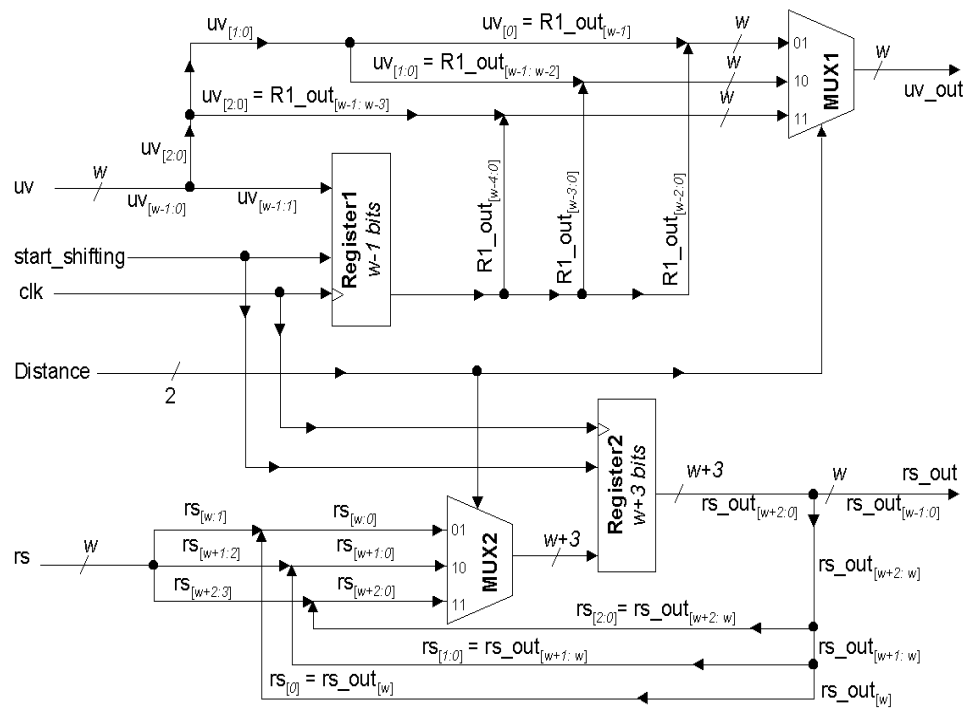 uv[1:0]
uv[0] = R1_out[w-1]
w
01
uv[1:0] = R1_out[w-1: w-2]
w
10
MUX1
w
uv_out
uv[2:0] = R1_out[w-1: w-3]
w
11
uv[2:0]
uv
w
uv[w-1:0]
uv[w-1:1]
Register1
w-1 bits
R1_out[w-4:0]
R1_out[w-3:0]
R1_out[w-2:0]
start_shifting
clk
Distance
2
Register2
w+3 bits
w+3
rs_out[w+2:0]
w
rs_out
rs_out[w-1:0]
rs
w
rs[w:1]
rs[w:0]
01
rs[w+1:2]
rs[w+1:0]
10
MUX2
w+3
rs[w+2:3]
rs[w+2:0]
11
rs_out[w+2: w]
rs[2:0]= rs_out[w+2: w]
rs_out[w+1: w]
rs[1:0] = rs_out[w+1: w]
rs_out[w]
rs[0] = rs_out[w]